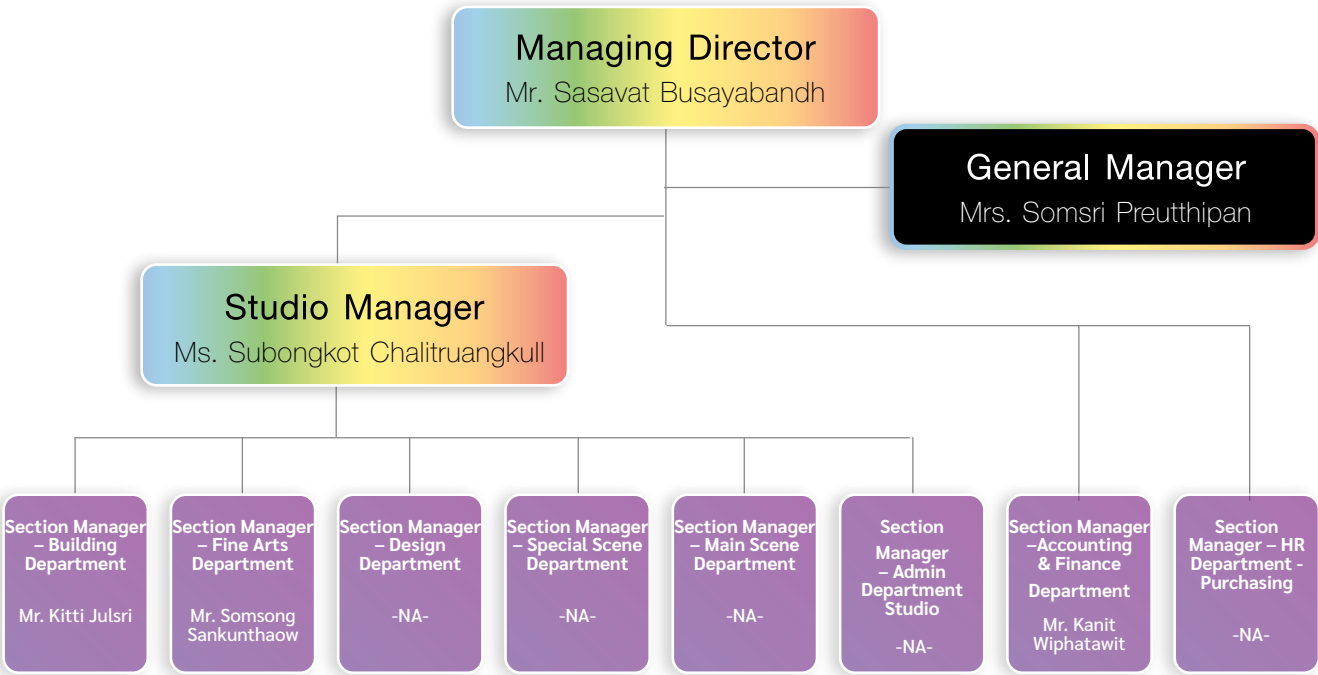 Managing Director
Mr. Sasavat Busayabandh
General Manager
Mrs. Somsri Preutthipan
Studio Manager
Ms. Subongkot Chalitruangkull
Section Manager
– Building
Department
Mr. Kitti Julsri
Section Manager
– Fine Arts
Department
Mr. Somsong
Sankunthaow
Section Manager
– Design
Department
-NA-
Section Manager
– Special Scene
Department
-NA-
Section Manager
– Main Scene
Department
-NA-
Section
Manager
– Admin
Department
Studio
-NA-
Section Manager
–Accounting
& Finance
Department
Mr. Kanit
Wiphatawit
Section
Manager – HR
Department -
Purchasing
-NA-